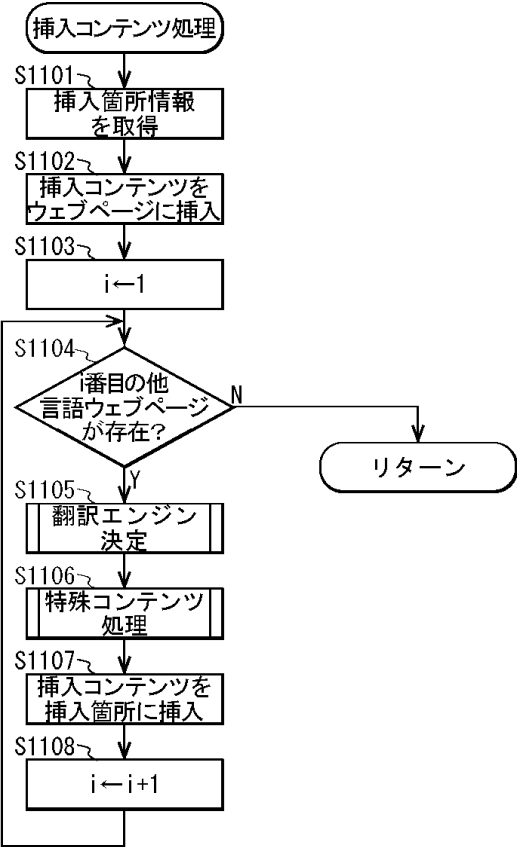 挿入コンテンツ処理
S1101
挿入箇所情報
を取得
S1102
挿入コンテンツを
ウェブページに挿入
S1103
i←1
S1104
i番目の他
言語ウェブページ
が存在?
N
リターン
Y
S1105
翻訳エンジン
決定
S1106
特殊コンテンツ
処理
S1107
挿入コンテンツを
挿入箇所に挿入
S1108
i←i+1